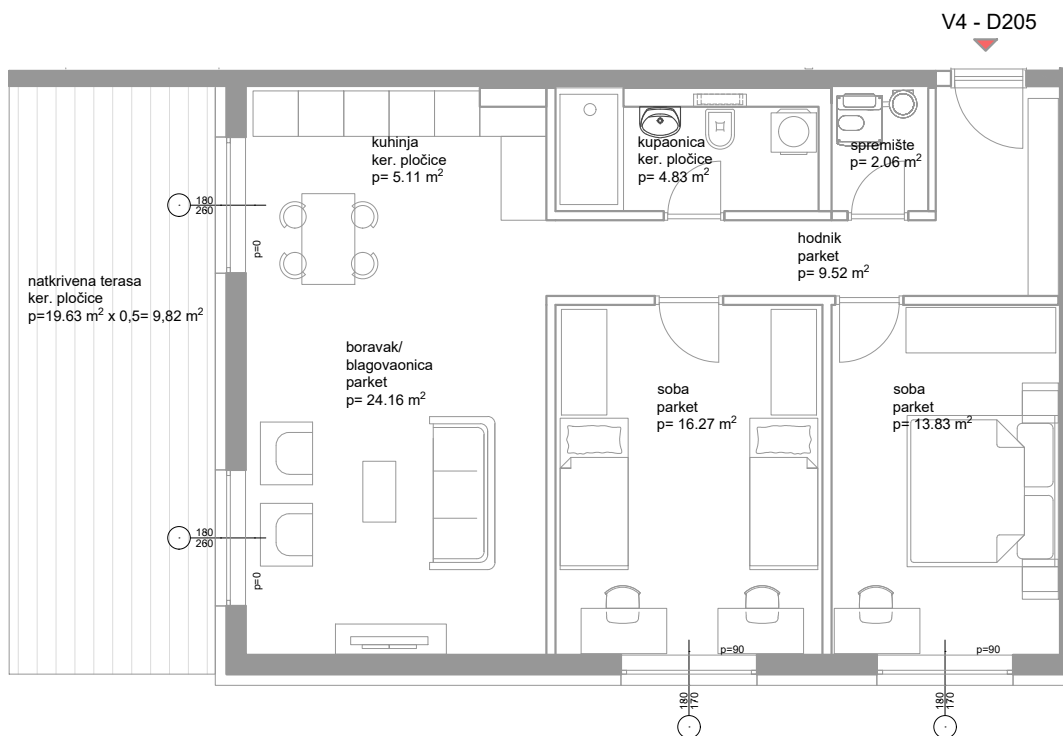 V4 - D205
kuhinja
ker. pločice
p= 5.11 m²
kupaonica
ker. pločice
p= 4.83 m²
spremište
p= 2.06 m²
180
260
p=0
hodnik
parket
p= 9.52 m²
natkrivena terasa
ker. pločice
p=19.63 m² x 0,5= 9,82 m²
boravak/
blagovaonica
parket
p= 24.16 m²
soba
parket
p= 16.27 m²
soba
parket
p= 13.83 m²
180
260
p=0
p=90
p=90
180
170
180
170